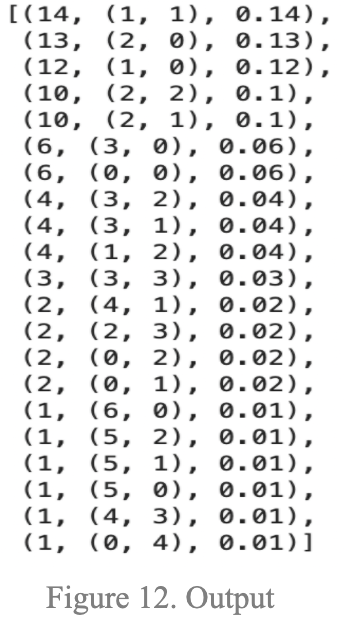 [(14, (1, 1), 0.14),
(13, (2, 0), 0.13),
(12, (1, 0), 0.12),
(10, (2, 2), 0.1),
(10, (2, 1), 0.1),
(6, (3, 0), 0.06),
(6, (0, 0), 0.06),
(4, (3, 2), 0.04),
(4, (3, 1), 0.04),
(4, (1, 2), 0.04),
(3, (3, 3), 0.03),
(2, (4, 1), 0.02),
(2, (2, 3), 0.02),
(2, (0, 2), 0.02),
(2, (0, 1), 0.02),
(1, (6, 0), 0.01),
(1, (5, 2), 0.01),
(1, (5, 1), 0.01),
(1, (5, 0), 0.01),
(1, (4, 3), 0.01),
(1, (0, 4), 0.01)]
Figure 12. Output